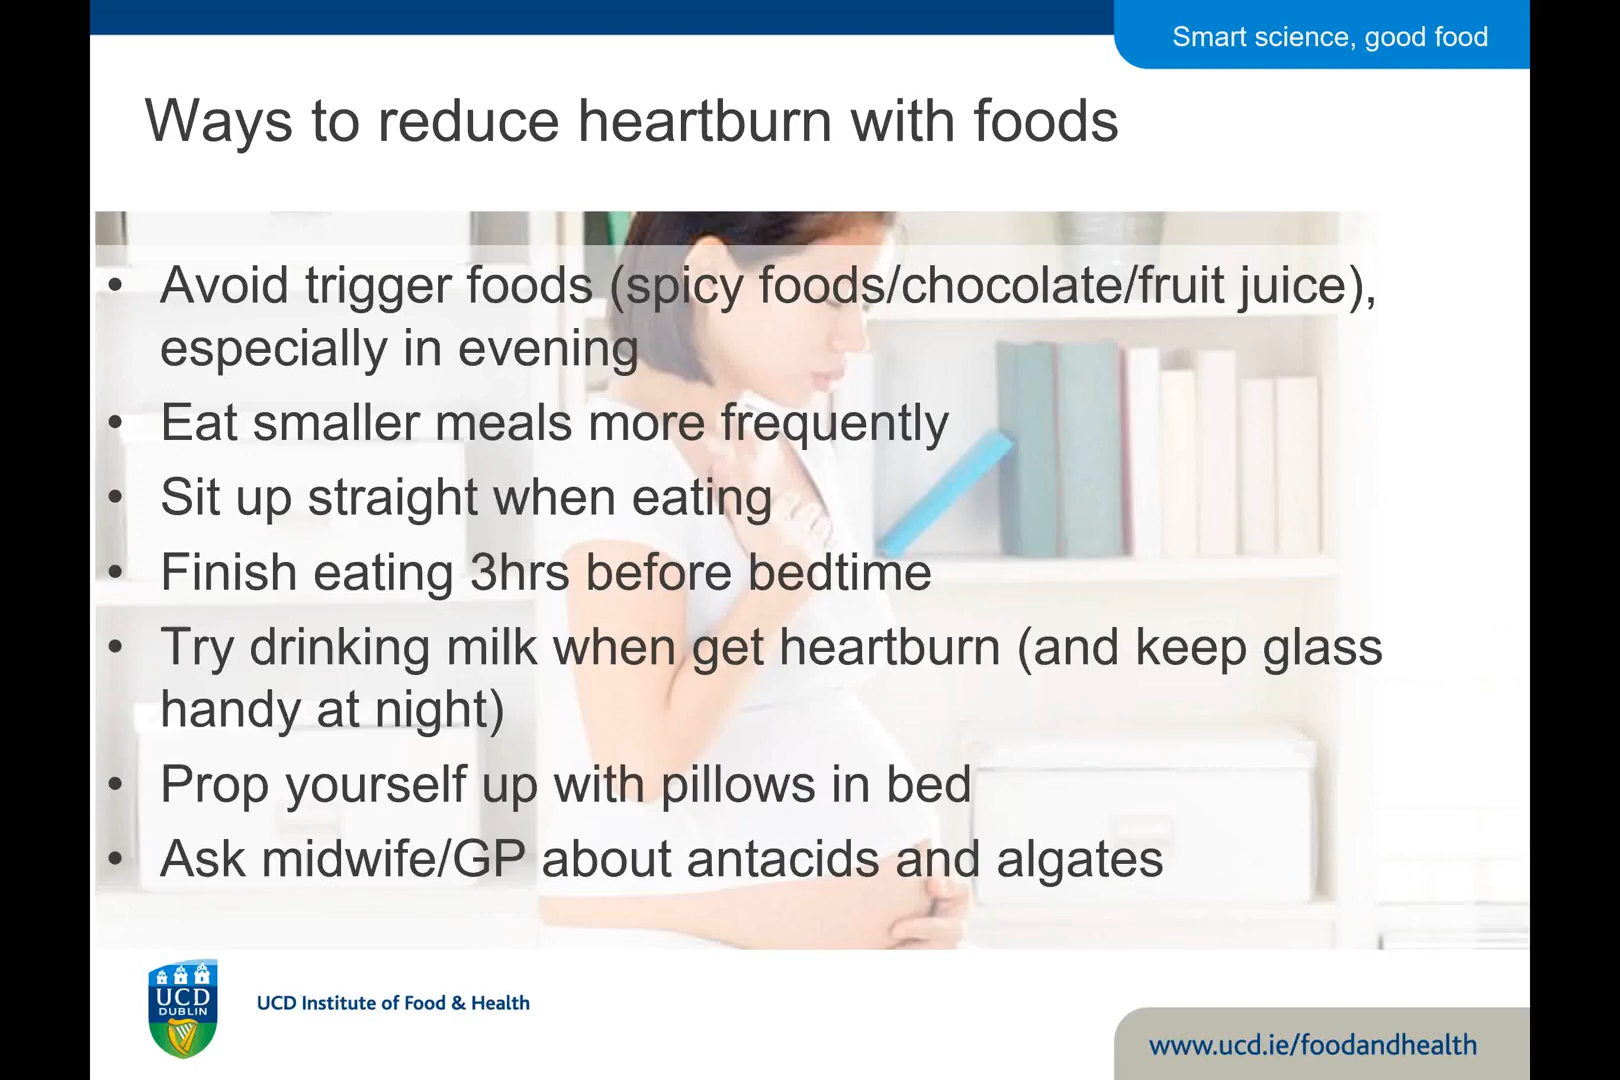 Smart science, good food
Ways to reduce heartburn with foods
• Avoid trigger foods (spicy foods/chocolate/fruit juice),
especially in evening
• Eat smaller meals more frequently
• Sit up straight when eating
• Finish eating 3hrs before bedtime
• Try drinking milk when get heartburn (and keep glass
handy at night)
• Prop yourself up with pillows in bed
• Ask midwife/GP about antacids and algates
UCD
DUBLIN
UCD Institute of Food & Health
www.ucd.ie/foodandhealth